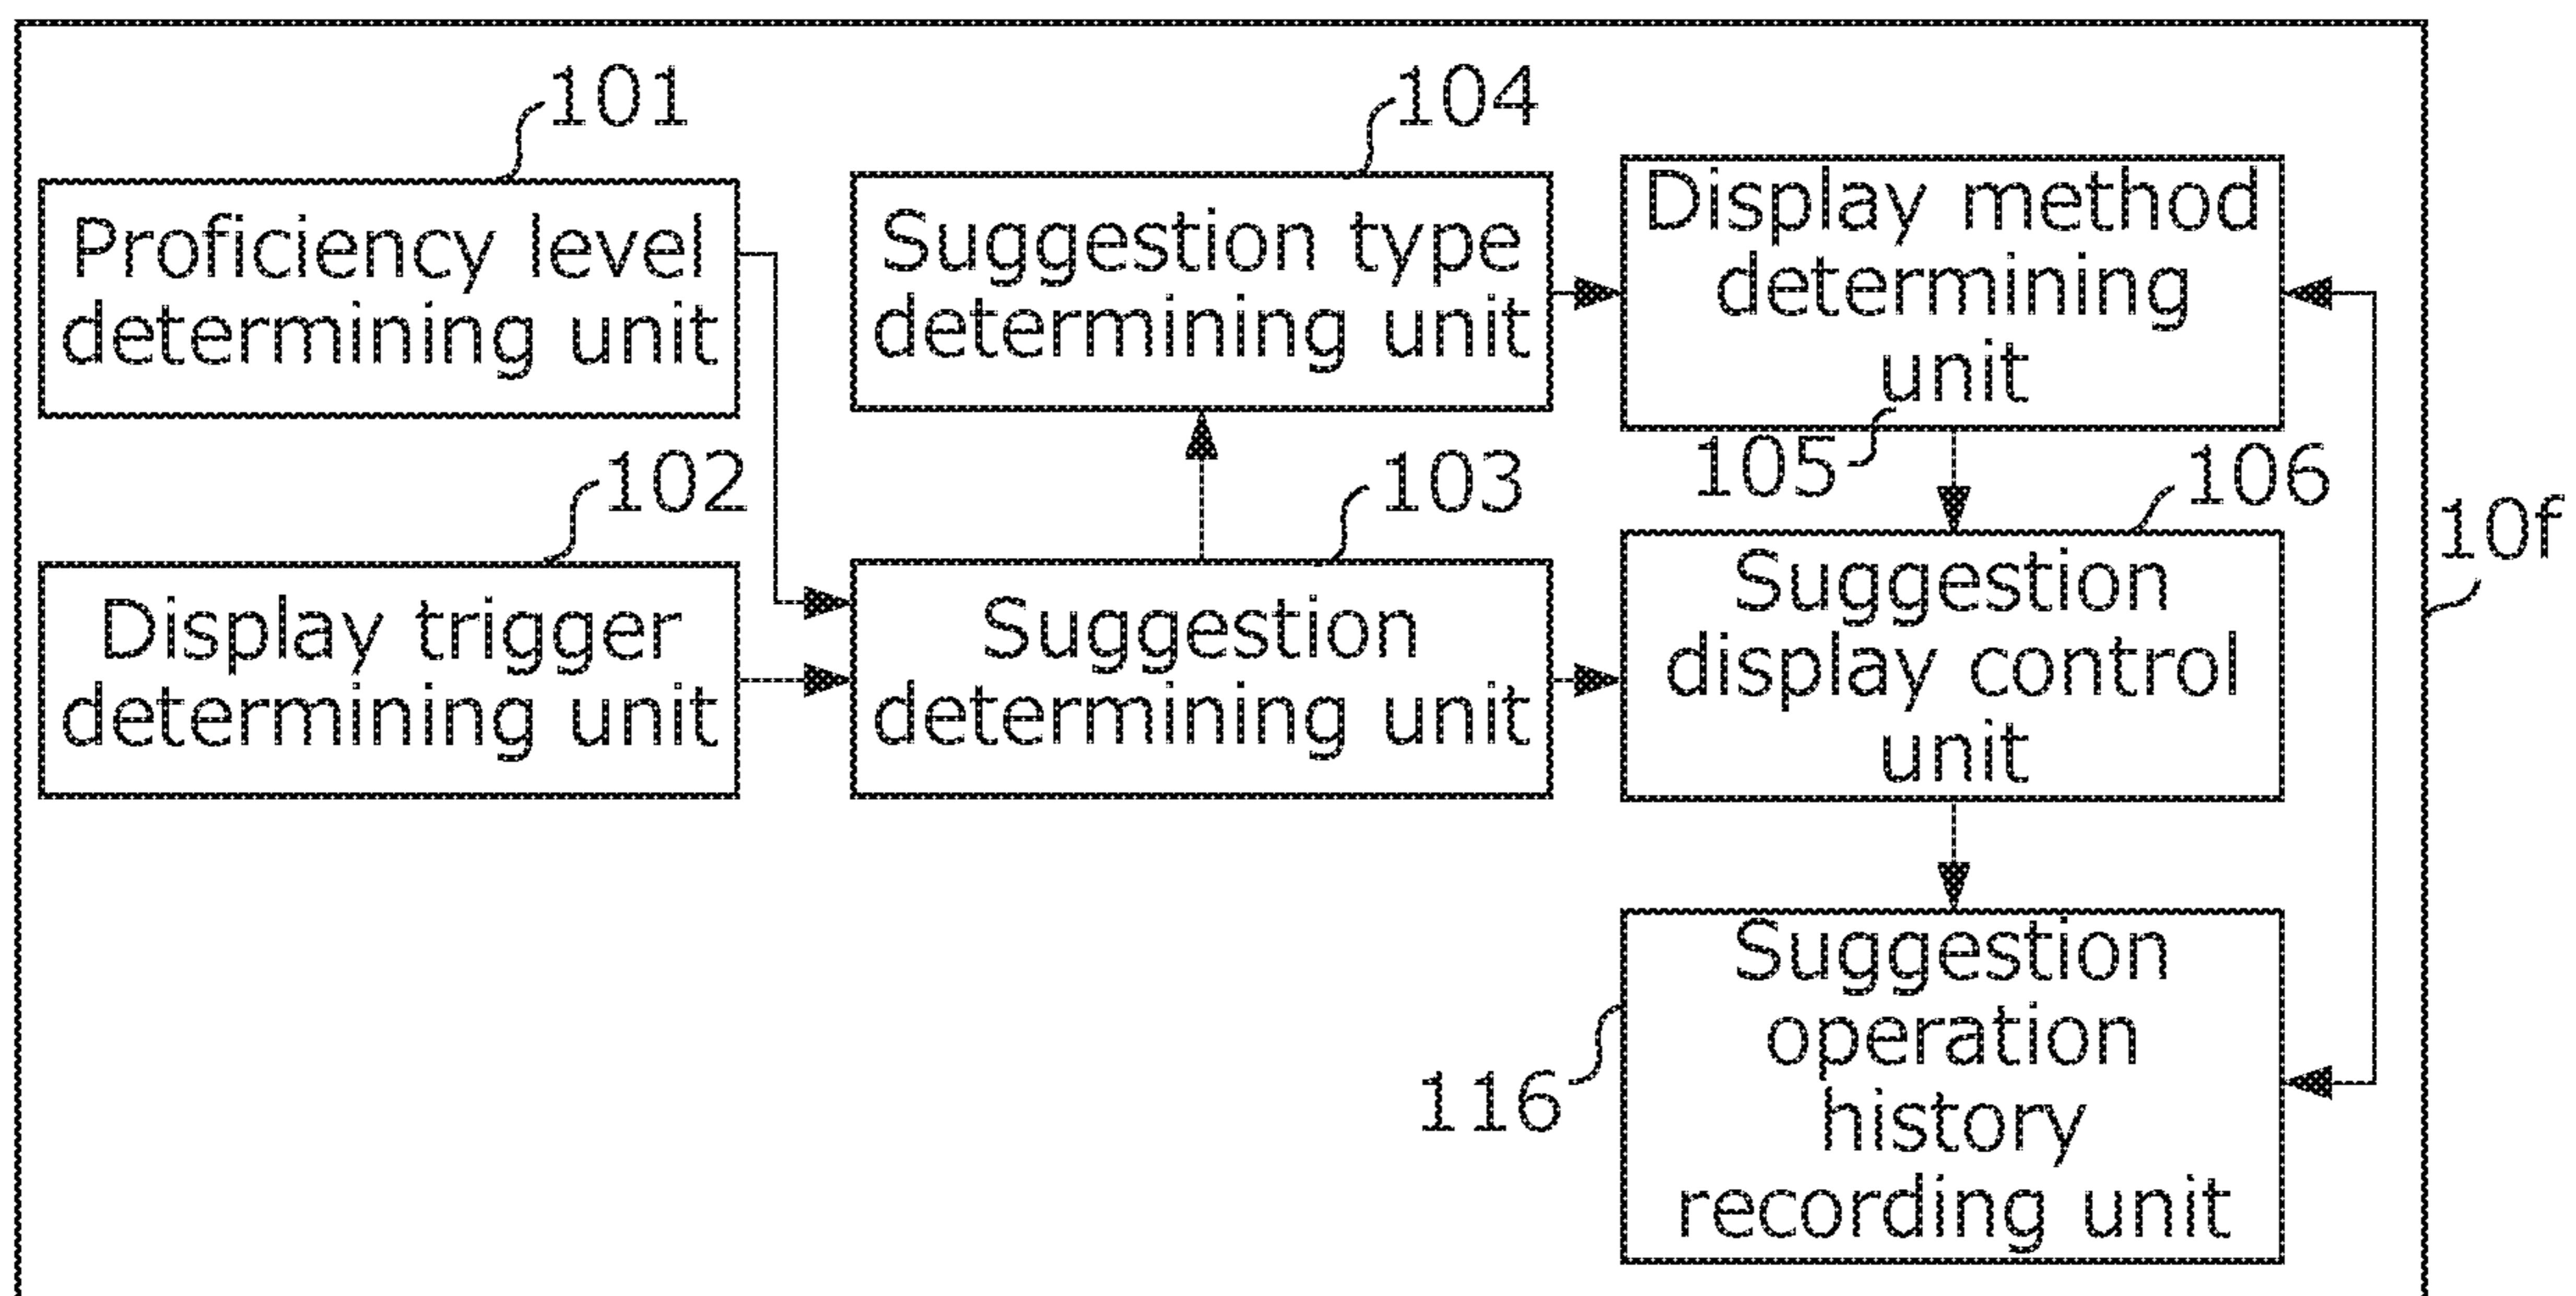 101
Proficiency level
determining unit
102
Display trigger
determining unit
104
Suggestion type
determining unit
103
Suggestion
determining unit
Display method
determining
unit
105
106
Suggestion
display control
unit
10f
116
Suggestion
operation
history
recording unit